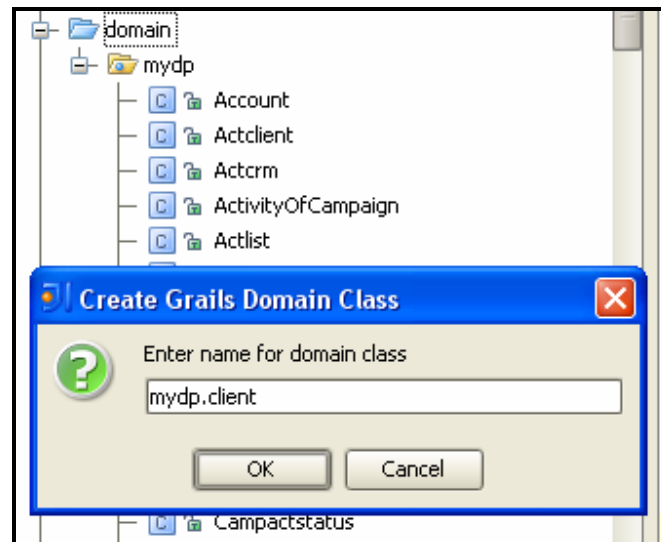 domain
mydp
Account
Actclient
Actcrm
ActivityOfCampaign
Actlist
Create Grails Domain Class
Enter name for domain class
mydp.client
OK Cancel
Campactstatus